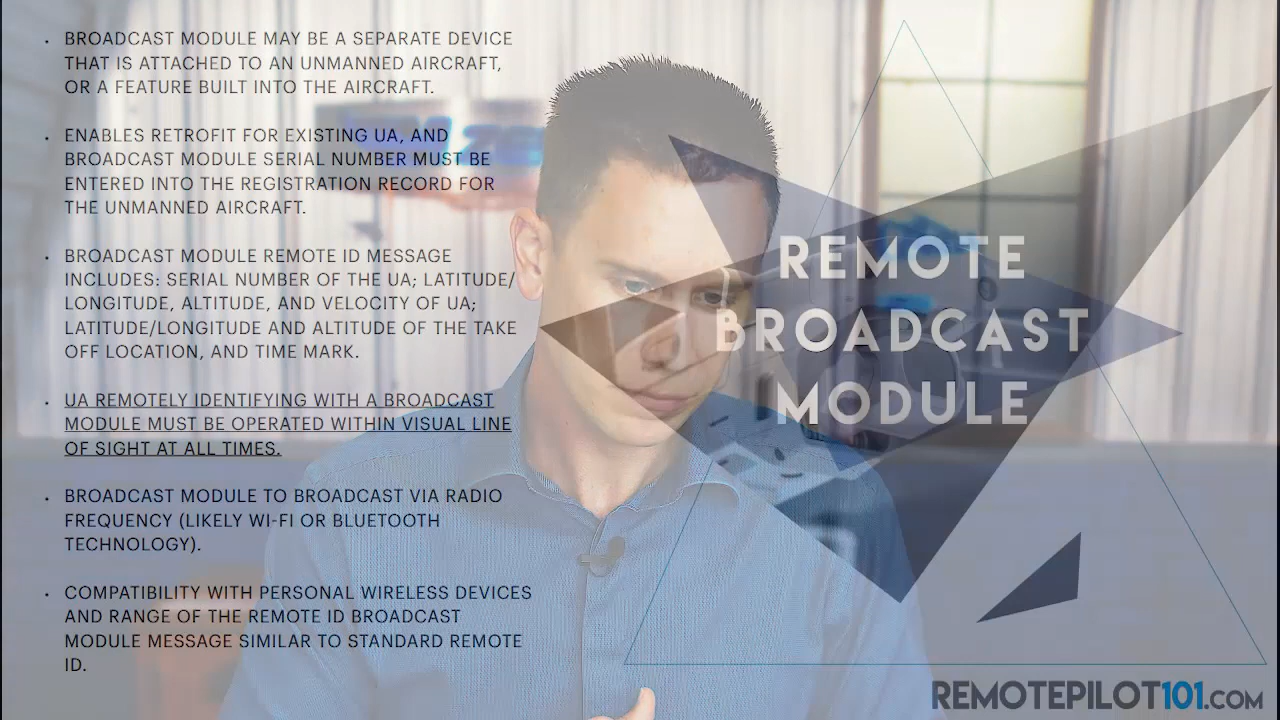 BROADCAST MODULE MAY BE A SEPARATE DEVICE
THAT IS ATTACHED TO AN UNMANNED AIRCRAFT,
OR A FEATURE BUILT INTO THE AIRCRAFT.
ENABLES RETROFIT FOR EXISTING UA, AND
BROADCAST MODULE SERIAL NUMBER MUST BE
ENTERED INTO THE REGISTRATION RECORD FOR
THE UNMANNED AIRCRAFT.
BROADCAST MODULE REMOTE ID MESSAGE
INCLUDES: SERIAL NUMBER OF THE UA; LATITUDE/
LONGITUDE, ALTITUDE, AND VELOCITY OF UA;
LATITUDE/LONGITUDE AND ALTITUDE OF THE TAKE
OFF LOCATION, AND TIME MARK.
UA REMOTELY IDENTIFYING WITH A BROADCAST
MODULE MUST BE OPERATED WITHIN VISUAL LINE
OF SIGHT AT ALL TIMES.
BROADCAST MODULE TO BROADCAST VIA RADIO
FREQUENCY (LIKELY WI-FI OR BLUETOOTH
TECHNOLOGY).
COMPATIBILITY WITH PERSONAL WIRELESS DEVICES
AND RANGE OF THE REMOTE ID BROADCAST
MODULE MESSAGE SIMILAR TO STANDARD REMOTE
ID.
REMOTE
BROADCAST
MODULE
REMOTEPILOT101.COM